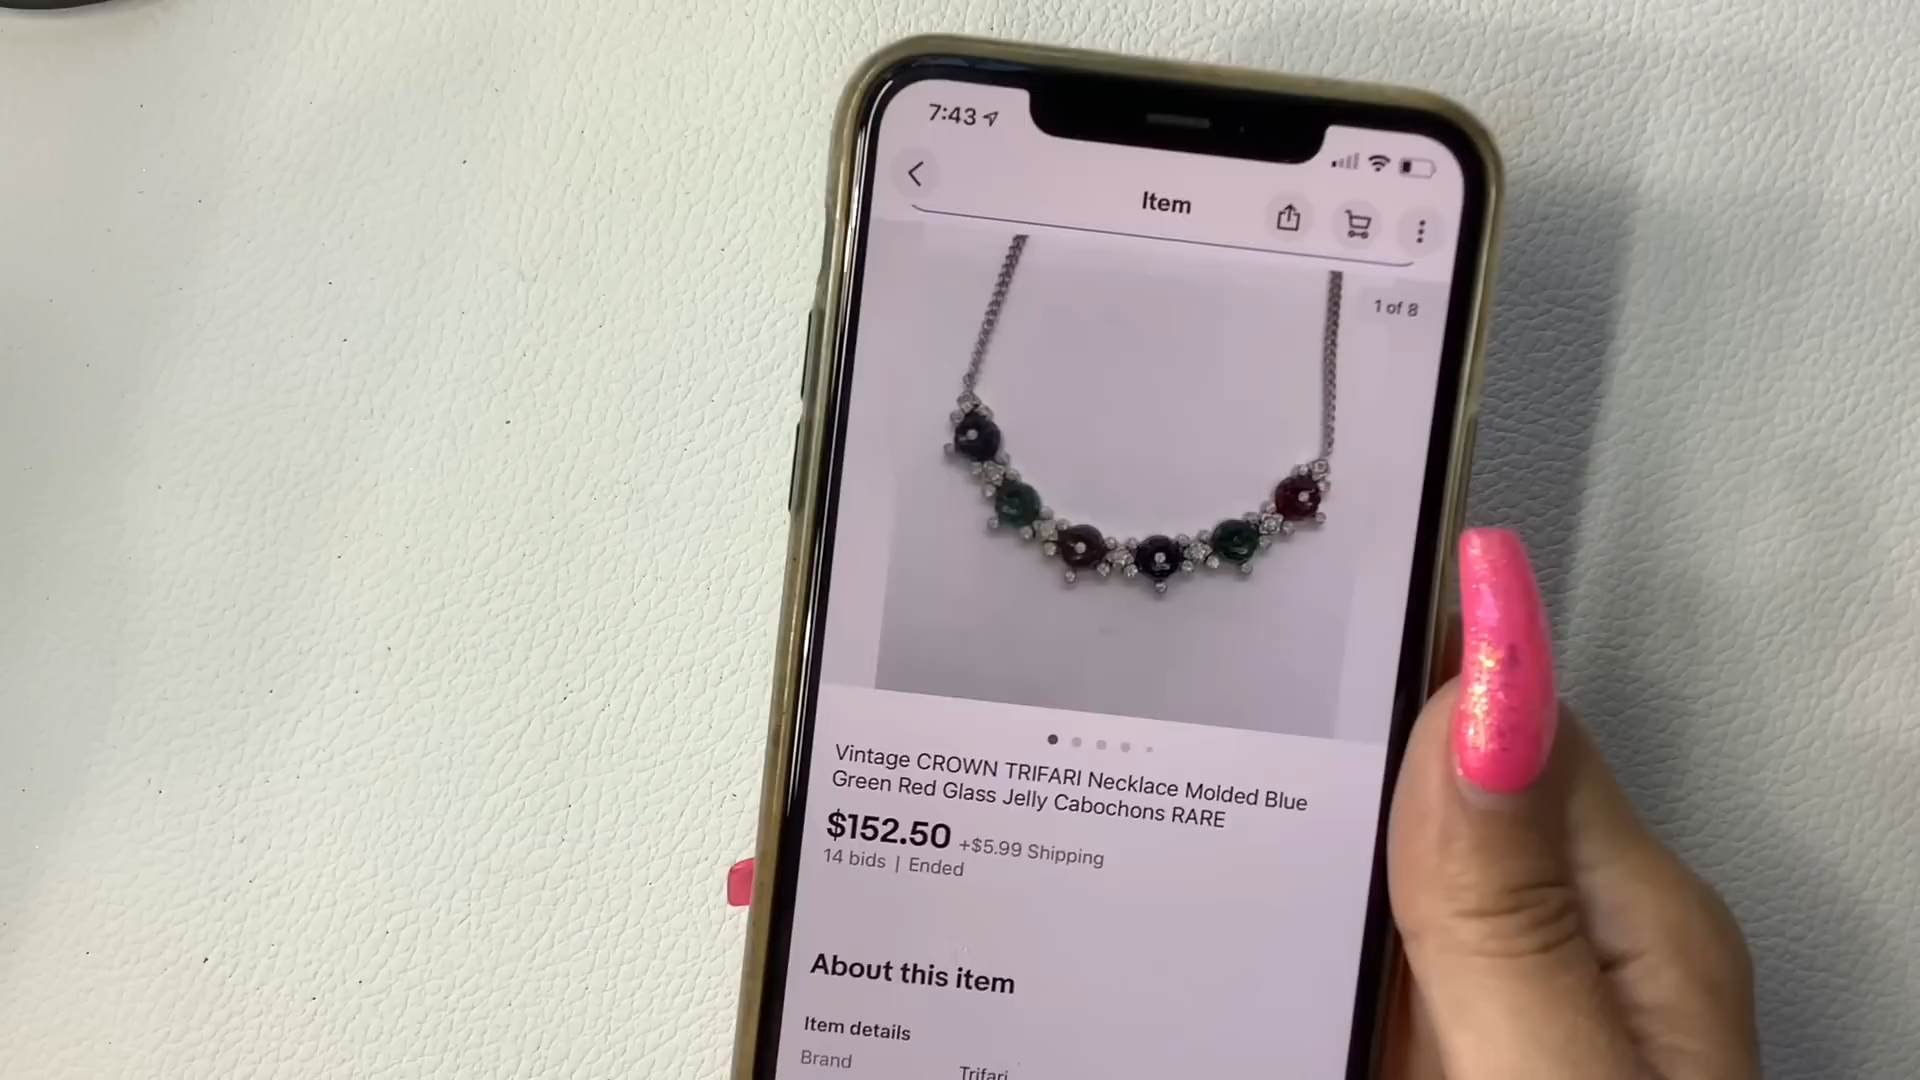 7:43
Item
1 of 8
Vintage CROWN TRIFARI Necklace Molded Blue
Green Red Glass Jelly Cabochons RARE
$152.50 +$5.99 Shipping
14 bids | Ended
About this item
Item details
Brand Trifari